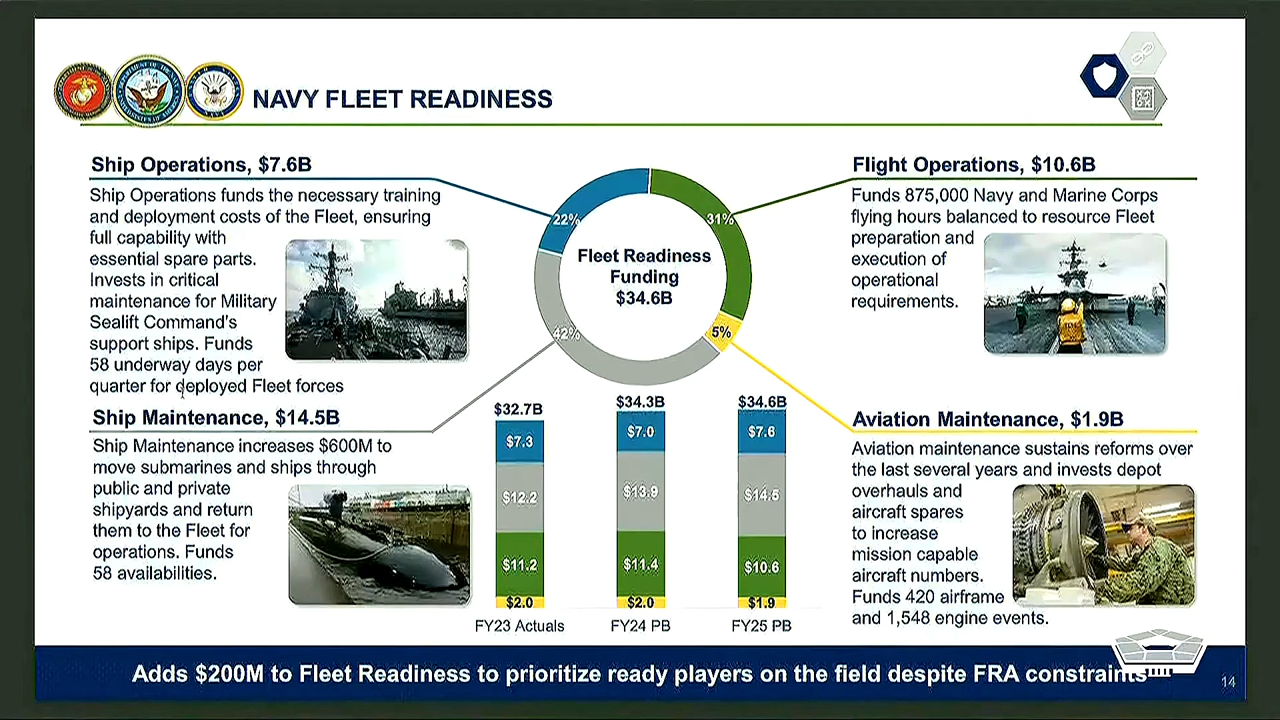 NAVY FLEET READINESS
Ship Operations, $7.6B
Ship Operations funds the necessary training
and deployment costs of the Fleet, ensuring
full capability with
essential spare parts.
Invests in critical
maintenance for Military
Sealift Command's
support ships. Funds
58 underway days per
quarter for deployed Fleet forces
Ship Maintenance, $14.5B
Ship Maintenance increases $600M to
move submarines and ships through
public and private
shipyards and return
them to the Fleet for
operations. Funds
58 availabilities.
22%
31%
42%
5%
Fleet Readiness
Funding
$34.6B
$32.7B
$34.3B
$34.6B
$7.3
$7.0
$7.6
$12.2
$13.9
$14.5
$11.2
$11.4
$10.6
$2.0
$2.0
$1.9
FY23 Actuals
FY24 PB
FY25 PB
Flight Operations, $10.6B
Funds 875,000 Navy and Marine Corps
flying hours balanced to resource Fleet
preparation and
execution of
operational
requirements.
Aviation Maintenance, $1.9B
Aviation maintenance sustains reforms over
the last several years and invests depot
overhauls and
aircraft spares
to increase
mission capable
aircraft numbers.
Funds 420 airframe
and 1,548 engine events.
Adds $200M to Fleet Readiness to prioritize ready players on the field despite FRA constraints
14